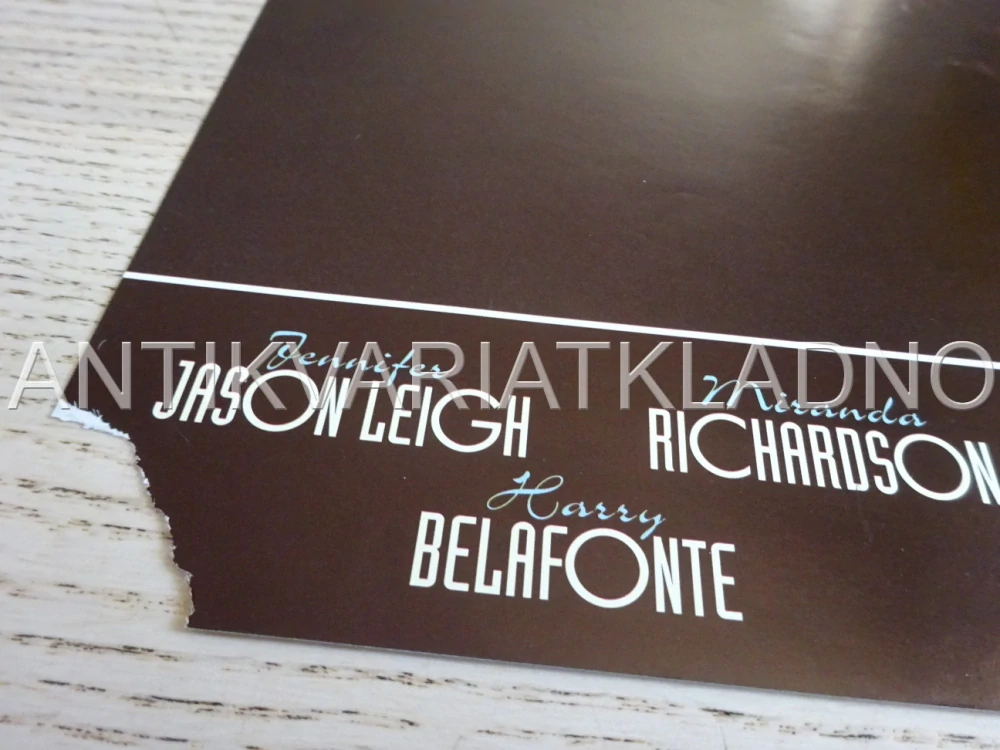 Jennifer
JASON LEIGH
Miranda
RICHARDSON
Harry
BELAFONTE
ANTIKVARIATKLADNO